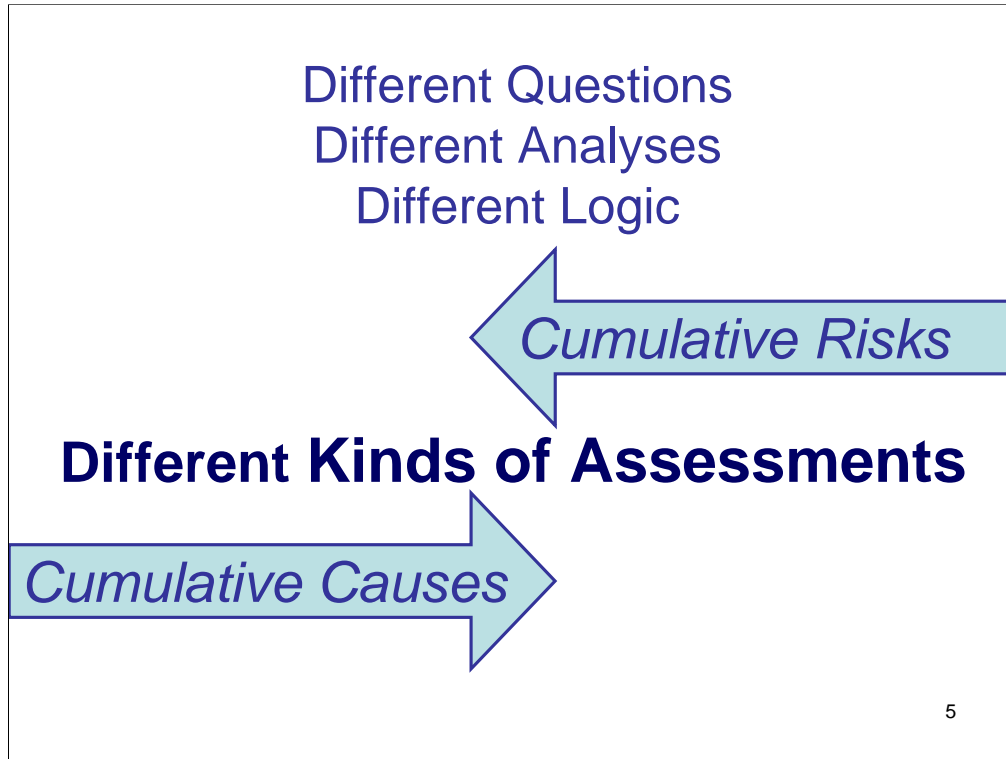 Different Questions
Different Analyses
Different Logic
Cumulative Risks
Different Kinds of Assessments
Cumulative Causes
5